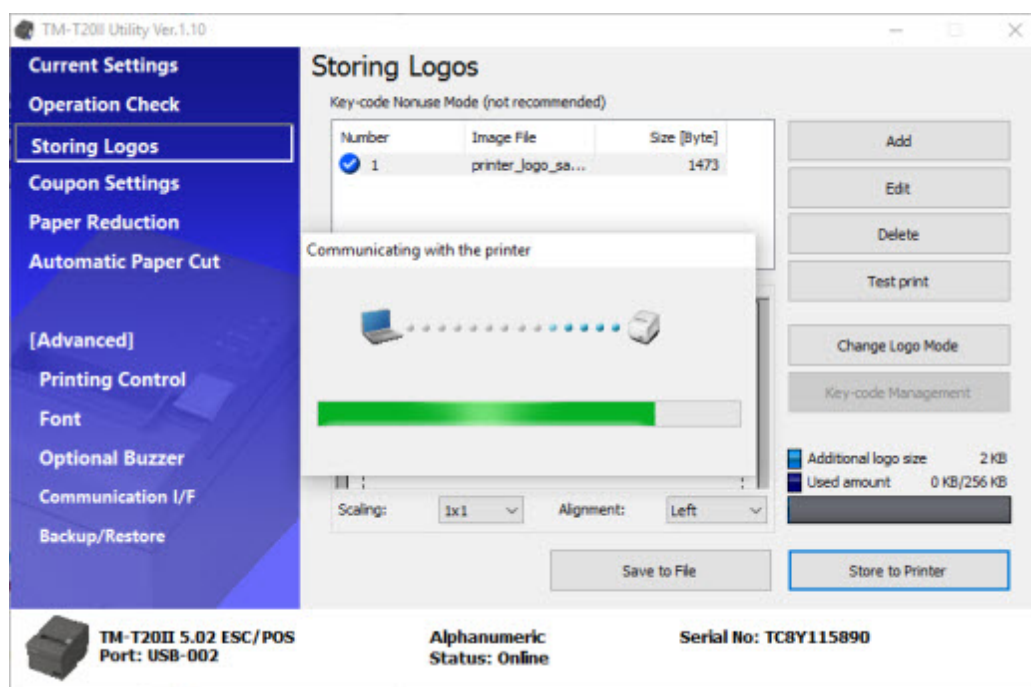 TM-T20II Utility Ver.1.10
Current Settings
Operation Check
Storing Logos
Coupon Settings
Paper Reduction
Automatic Paper Cut
[Advanced]
Printing Control
Font
Optional Buzzer
Communication I/F
Backup/Restore
Storing Logos
Key-code Nonuse Mode (not recommended)
Number Image File Size [Byte]
1 printer_logo_sa... 1473
Communicating with the printer
Scaling: 1x1 Alignment: Left
Add
Edit
Delete
Test print
Change Logo Mode
Key-code Management
Additional logo size 2 KB
Used amount 0 KB/256 KB
Save to File
Store to Printer
TM-T20II 5.02 ESC/POS Alphanumeric Serial No: TC8Y115890
Port: USB-002 Status: Online